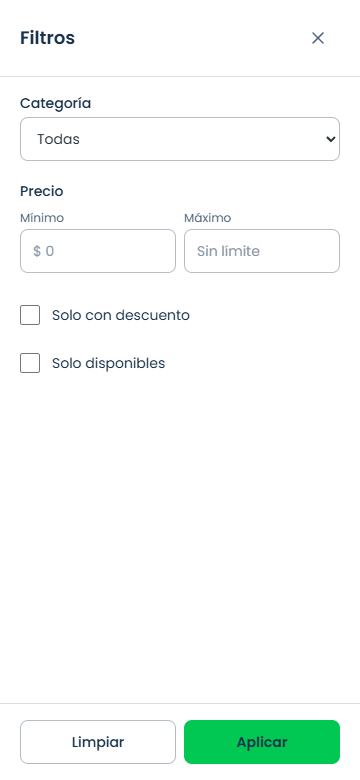 Filtros
Categoría
Todas
Precio
Mínimo Máximo
$ 0 Sin límite
Solo con descuento
Solo disponibles
Limpiar Aplicar